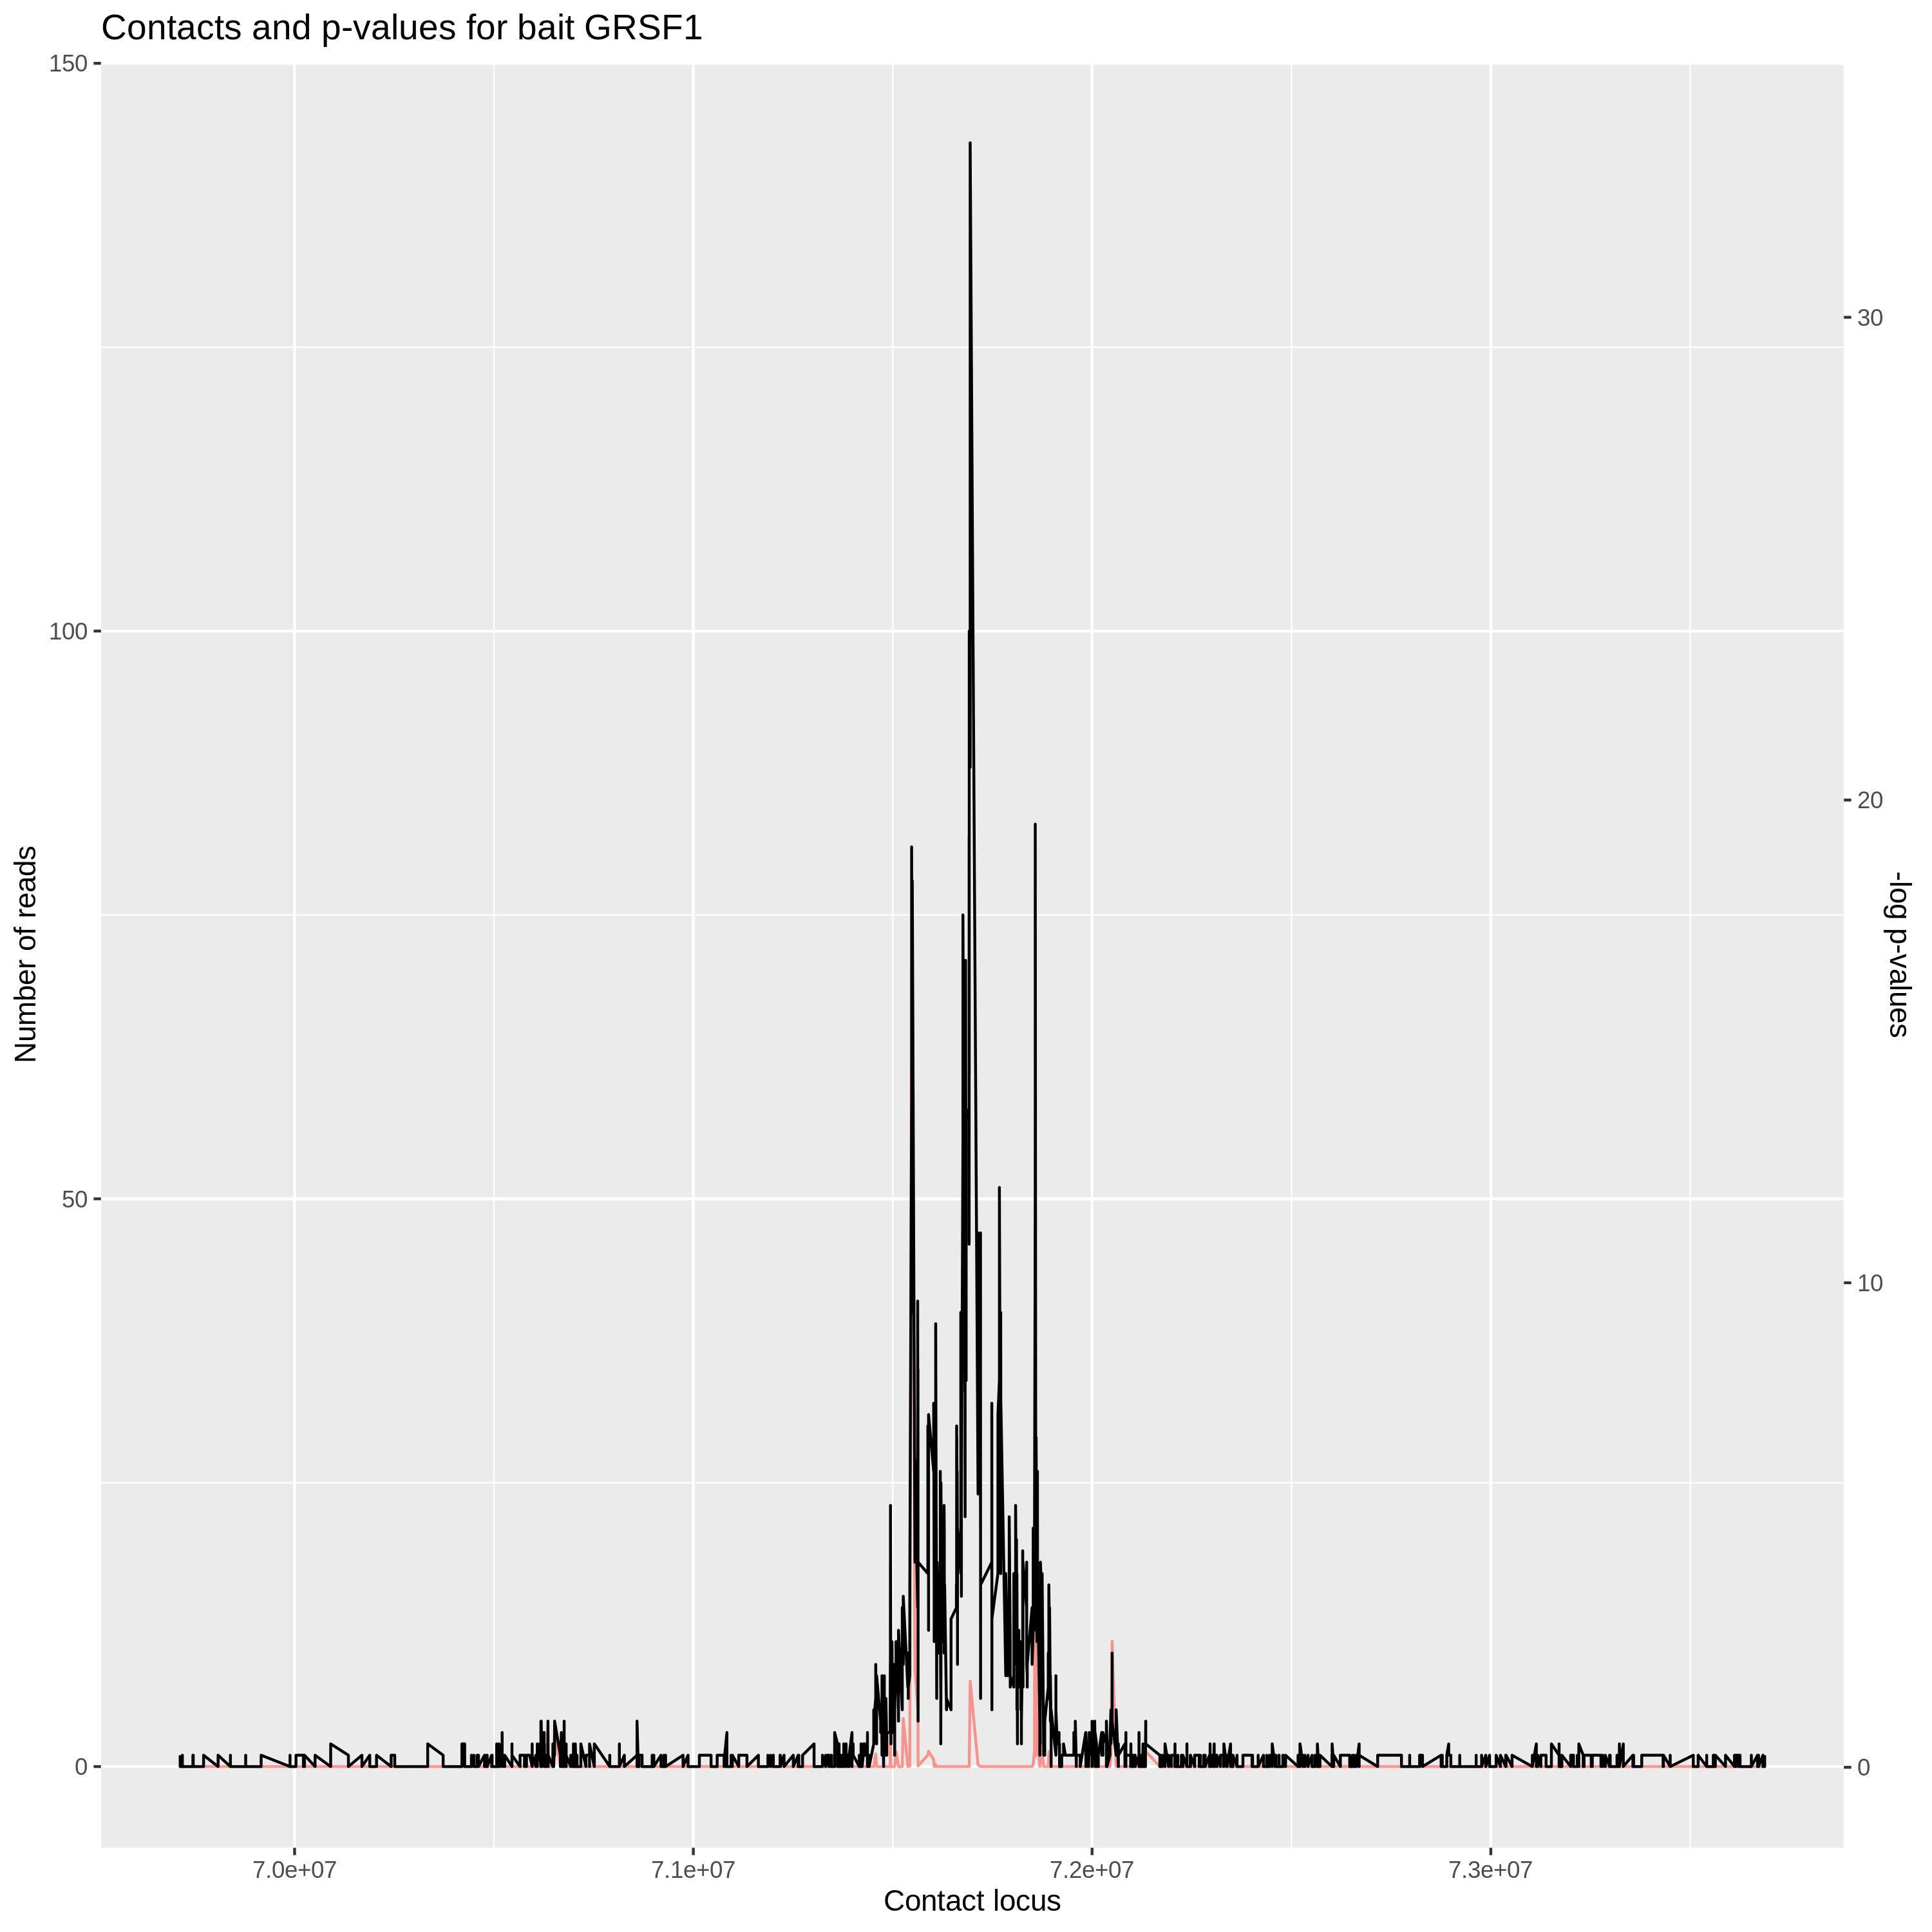 Contacts and p-values for bait GRSF1
150
100
50
0
Number of reads
30
20
10
0
-log p-values
7.0e+07
7.1e+07
7.2e+07
7.3e+07
Contact locus